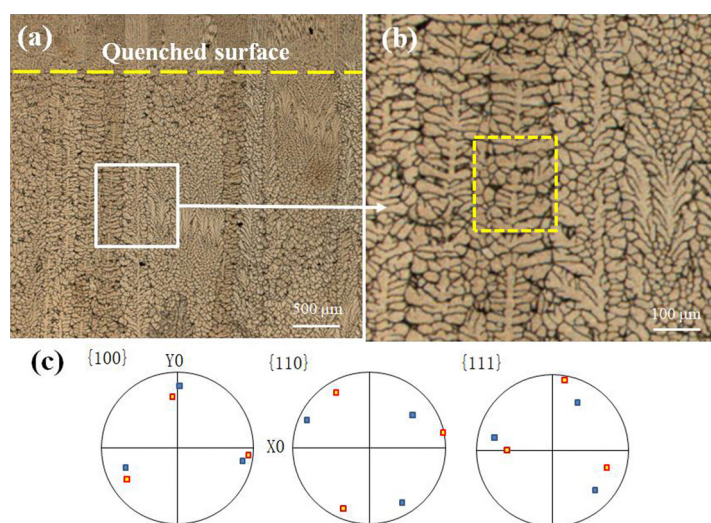 (a)
Quenched surface
500 μm
(b)
100 μm
(c)
{100}
Y0
{110}
X0
{111}